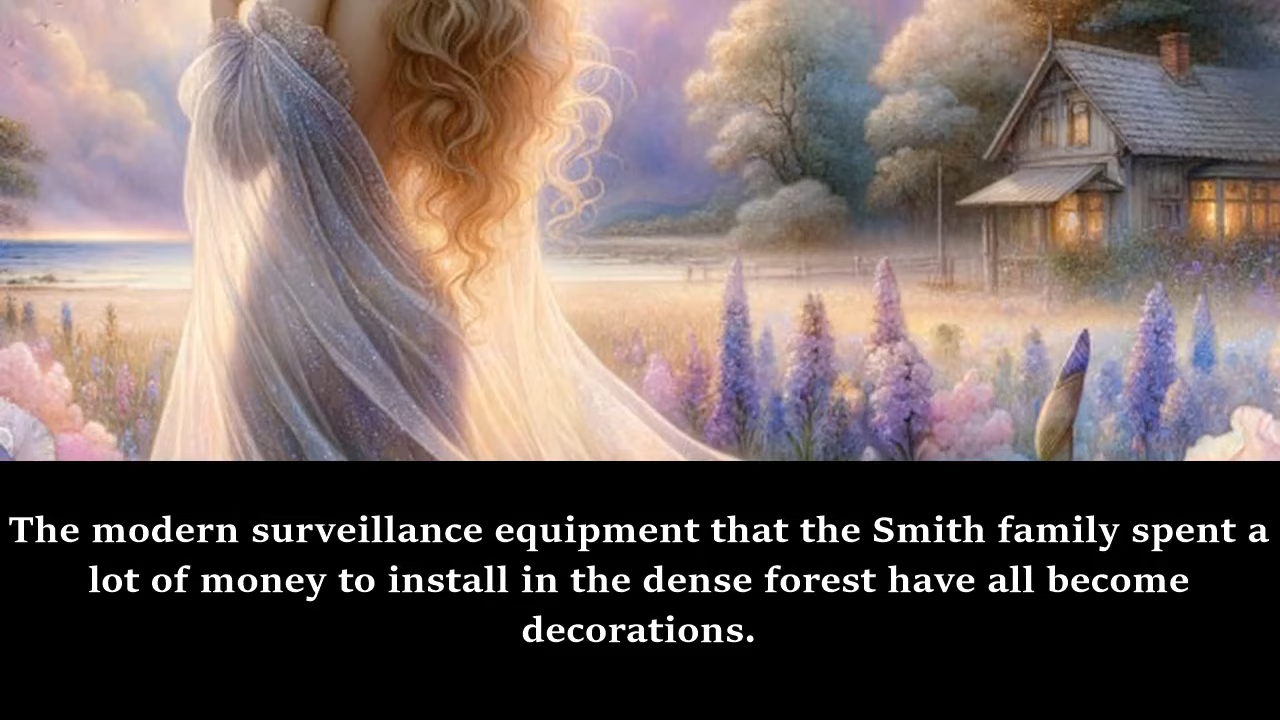 The modern surveillance equipment that the Smith family spent a
lot of money to install in the dense forest have all become
decorations.